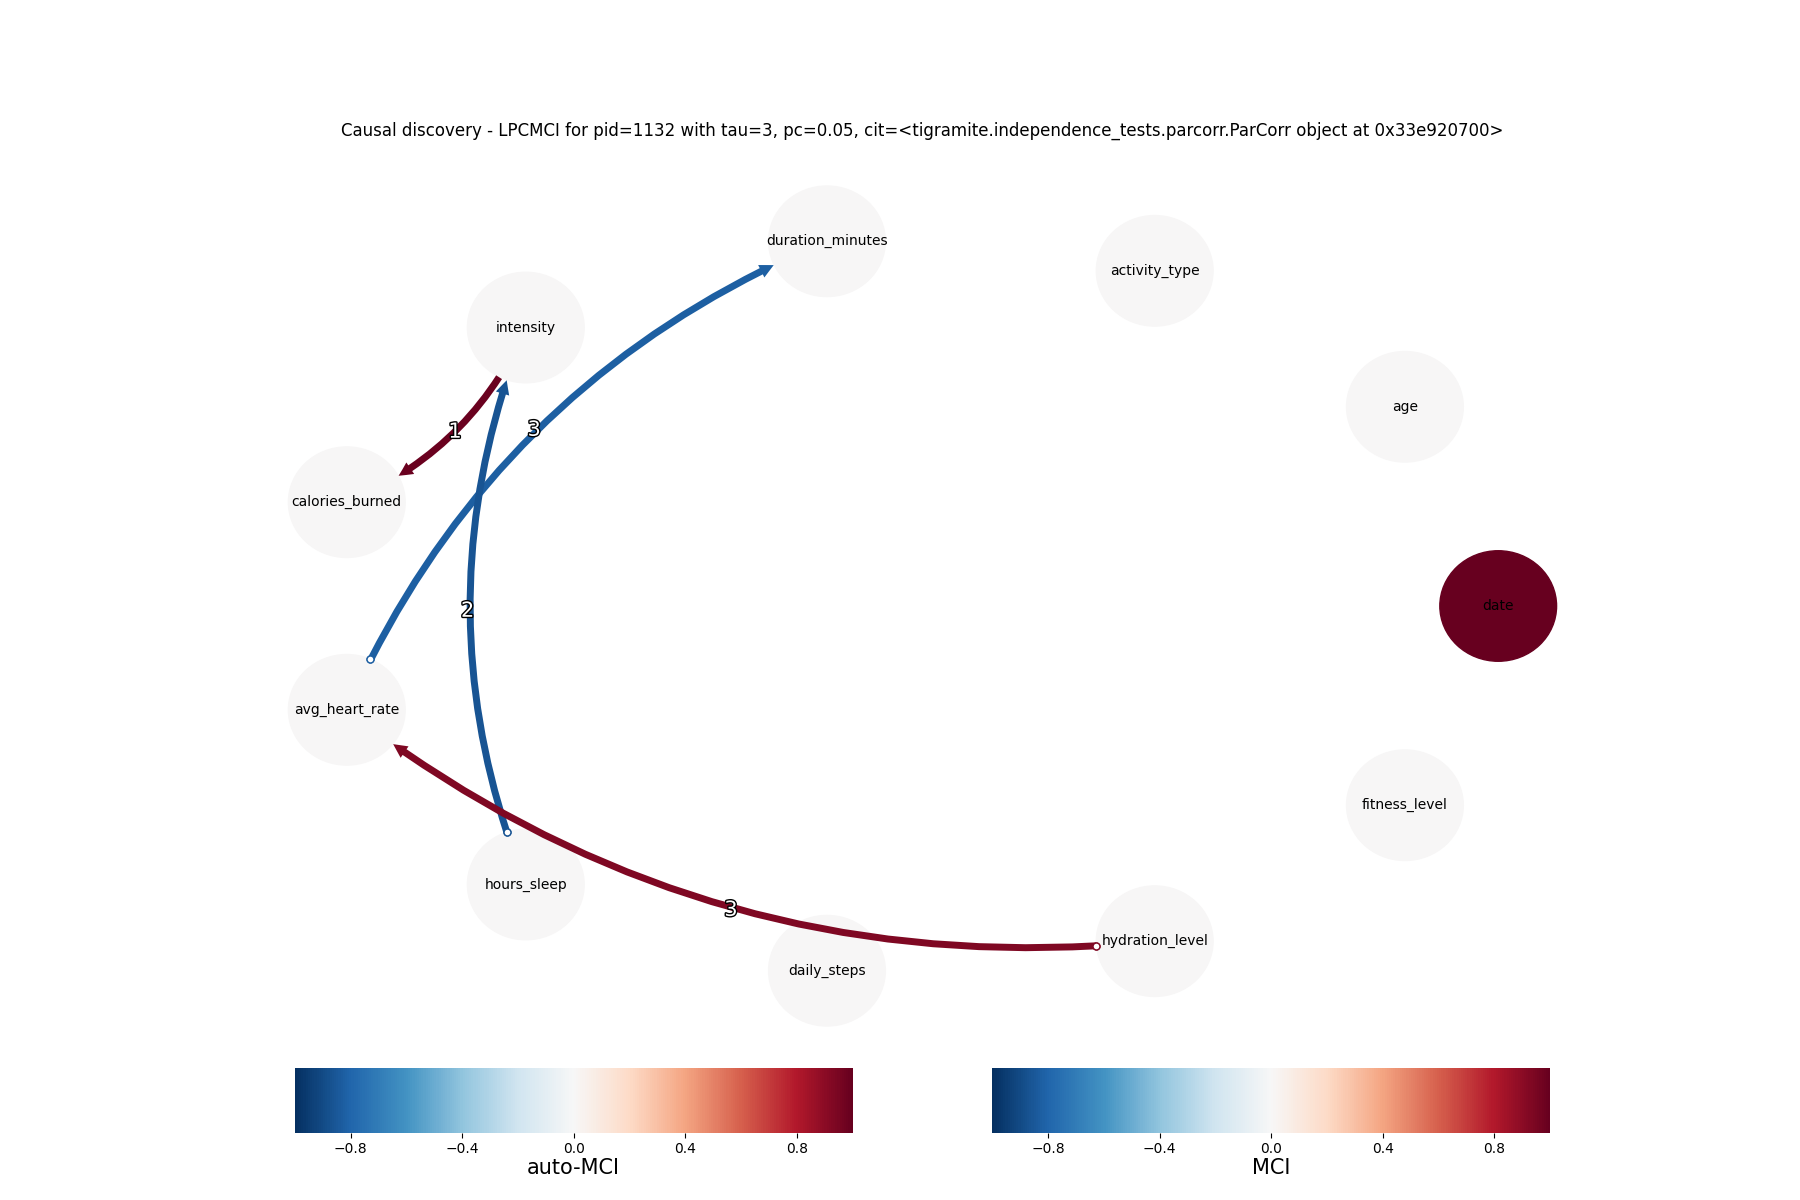 Causal discovery - LPCMCI for pid=1132 with tau=3, pc=0.05, cit=<tigramite.independence_tests.parcorr.ParCorr object at 0x33e920700>
duration_minutes
activity_type
intensity
age
1
3
calories_burned
date
2
avg_heart_rate
fitness_level
hours_sleep
3
hydration_level
daily_steps
−0.8 −0.4 0.0 0.4 0.8
auto-MCI
−0.8 −0.4 0.0 0.4 0.8
MCI